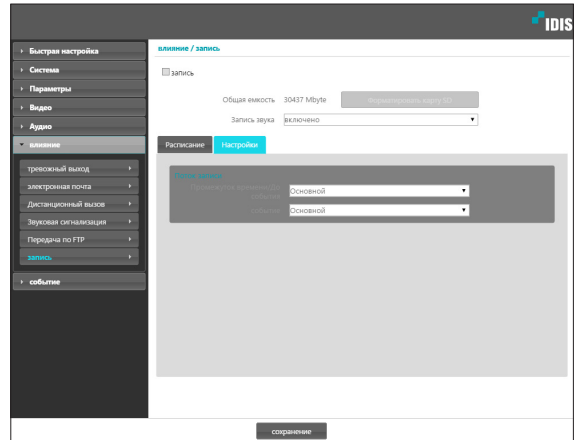 IDIS
Быстрая настройка
Система
Параметры
Видео
Аудио
влияние
тревожный выход
электронная почта
Дистанционный вызов
Звуковая сигнализация
Передача по FTP
запись
событие
влияние / запись
запись
Общая емкость 30437 Mbyte Форматировать карту SD
Запись звука включено
Расписание Настройки
Основной
событие Основной
сохранение